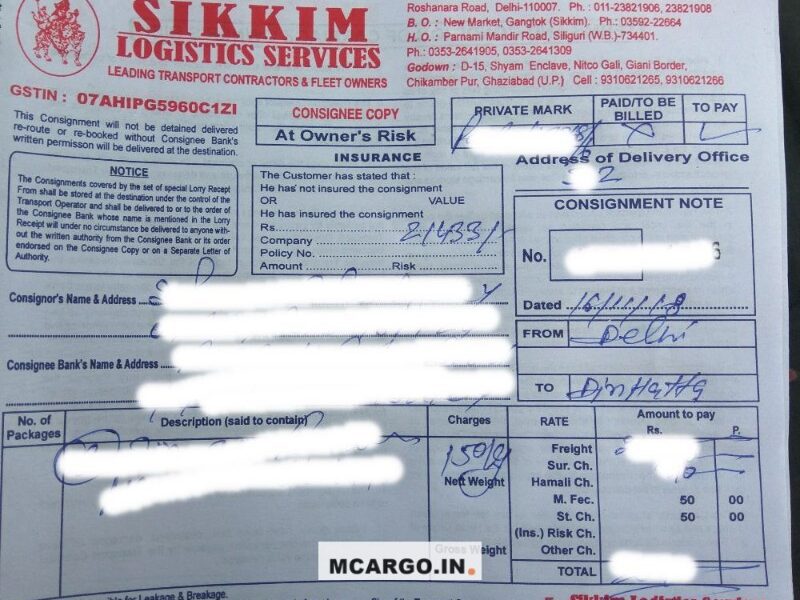 SIKKIM
LOGISTICS SERVICES
LEADING TRANSPORT CONTRACTORS & FLEET OWNERS
Roshanara Road, Delhi-110007. Ph. : 011-23821906, 23821908
B. O. : New Market, Gangtok (Sikkim). Ph.: 03592-22664
H. O. : Parnami Mandir Road, Siliguri (W.B.)-734401.
Ph.: 0353-2641905, 0353-2641309
Godown : D-15, Shyam Enclave, Nitco Gali, Giani Border,
Chikamber Pur, Ghaziabad (U.P.) Cell : 9310621265, 9310621266
GSTIN : 07AHIPG5960C1ZI
This Consignment will not be detained delivered
re-route or re-booked without Consignee Bank's
written permisson will be delivered at the destination.
NOTICE
The Consignments covered by the set of special Lorry Receipt
From shall be stored at the destination under the control of the
Transport Operator and shall be delivered to or to the order of
the Consignee Bank whose name is mentioned in the Lorry
Receipt will under no circumstance be delivered to anyone with-
out the written authority from the Consignee Bank or its order
endorsed on the Consignee Copy or on a Separate Letter of
Authority.
CONSIGNEE COPY
At Owner's Risk
INSURANCE
The Customer has stated that :
He has not insured the consignment
OR VALUE
He has insured the consignment
Rs. 21433/-
Company
Policy No.
Amount Risk
PRIVATE MARK
PAID/TO BE
BILLED
TO PAY
Address of Delivery Office
CONSIGNMENT NOTE
No.
Dated 16/11/18
FROM Delhi
TO Dinhatta
Consignor's Name & Address
Consignee Bank's Name & Address
No. of
Packages
Description (said to contain)
Charges
Nett Weight
Gross Weight
RATE
Amount to pay
Rs. P.
Freight
Sur. Ch.
Hamali Ch. 10
M. Fec. 50 00
St. Ch. 50 00
(Ins.) Risk Ch.
Other Ch.
TOTAL
MCARGO.IN.
for Leakage & Breakage.